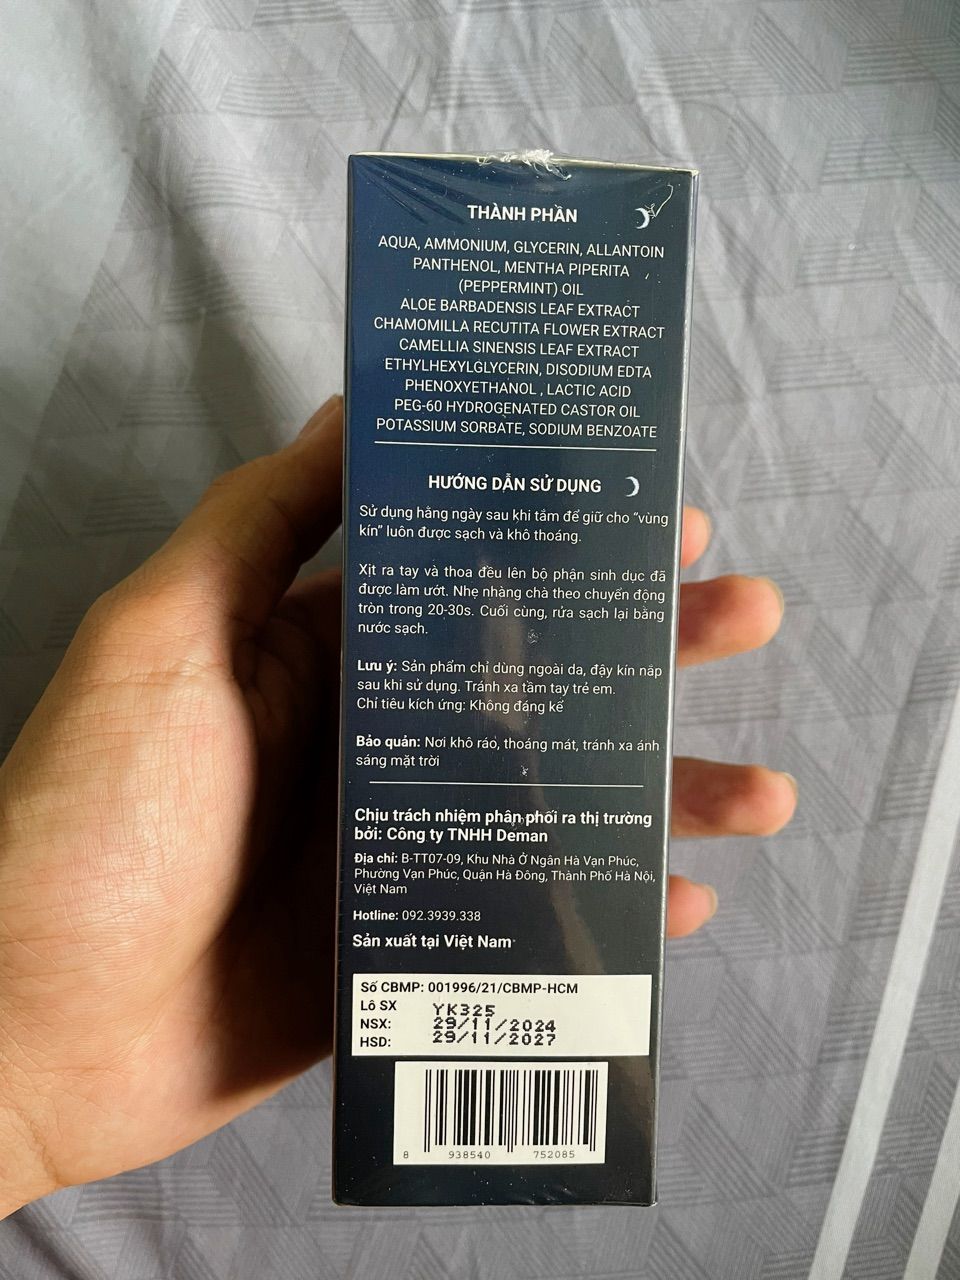 THÀNH PHẦN
AQUA, AMMONIUM, GLYCERIN, ALLANTOIN
PANTHENOL, MENTHA PIPERITA
(PEPPERMINT) OIL
ALOE BARBADENSIS LEAF EXTRACT
CHAMOMILLA RECUTITA FLOWER EXTRACT
CAMELLIA SINENSIS LEAF EXTRACT
ETHYLHEXYLGLYCERIN, DISODIUM EDTA
PHENOXYETHANOL , LACTIC ACID
PEG-60 HYDROGENATED CASTOR OIL
POTASSIUM SORBATE, SODIUM BENZOATE
HƯỚNG DẪN SỬ DỤNG
Sử dụng hằng ngày sau khi tắm để giữ cho “vùng
kín” luôn được sạch và khô thoáng.
Xịt ra tay và thoa đều lên bộ phận sinh dục đã
được làm ướt. Nhẹ nhàng chà theo chuyển động
tròn trong 20-30s. Cuối cùng, rửa sạch lại bằng
nước sạch.
Lưu ý: Sản phẩm chỉ dùng ngoài da, đậy kín nắp
sau khi sử dụng. Tránh xa tầm tay trẻ em.
Chỉ tiêu kích ứng: Không đáng kể
Bảo quản: Nơi khô ráo, thoáng mát, tránh xa ánh
sáng mặt trời
Chịu trách nhiệm phân phối ra thị trường
bởi: Công ty TNHH Deman
Địa chỉ: B-TT07-09, Khu Nhà Ở Ngân Hà Vạn Phúc,
Phường Vạn Phúc, Quận Hà Đông, Thành Phố Hà Nội,
Việt Nam
Hotline: 092.3939.338
Sản xuất tại Việt Nam
Số CBMP: 001996/21/CBMP-HCM
Lô SX YK325
NSX: 29/11/2024
HSD: 29/11/2027
8 938540 752085